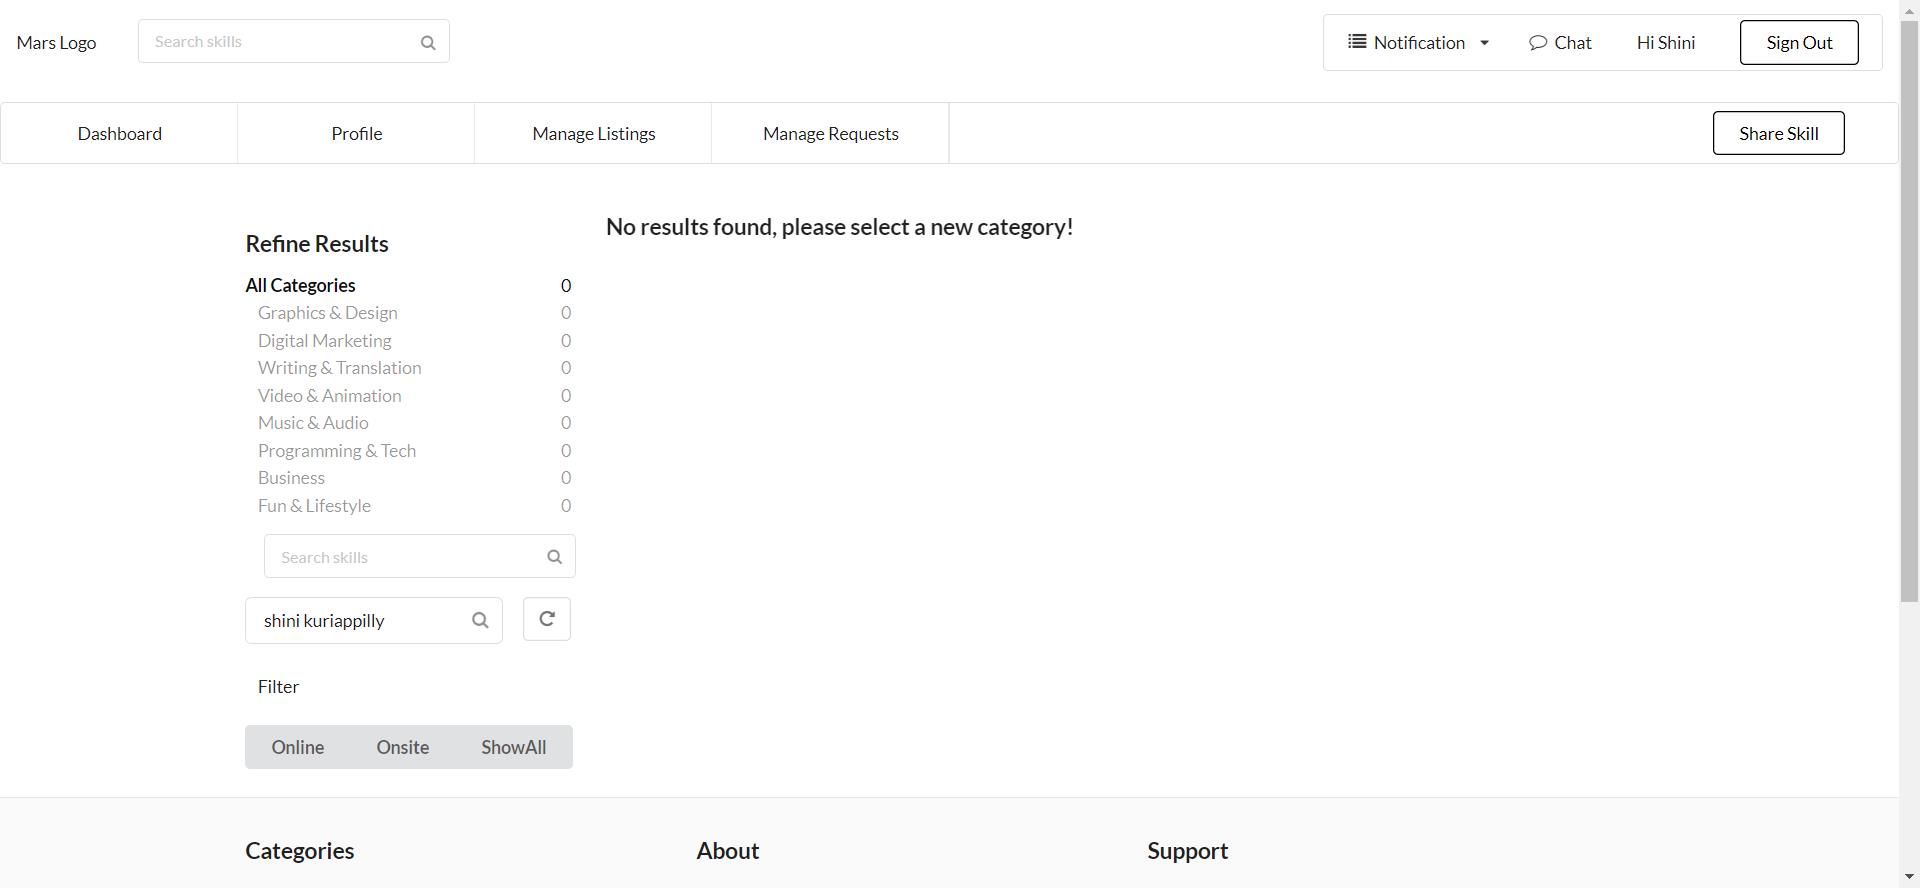 Mars Logo
Search skills
Notification
Chat
Hi Shini
Sign Out
Dashboard
Profile
Manage Listings
Manage Requests
Share Skill
No results found, please select a new category!
Refine Results
All Categories 0
Graphics & Design 0
Digital Marketing 0
Writing & Translation 0
Video & Animation 0
Music & Audio 0
Programming & Tech 0
Business 0
Fun & Lifestyle 0
Search skills
shini kuriappilly
Filter
Online
Onsite
ShowAll
Categories
About
Support